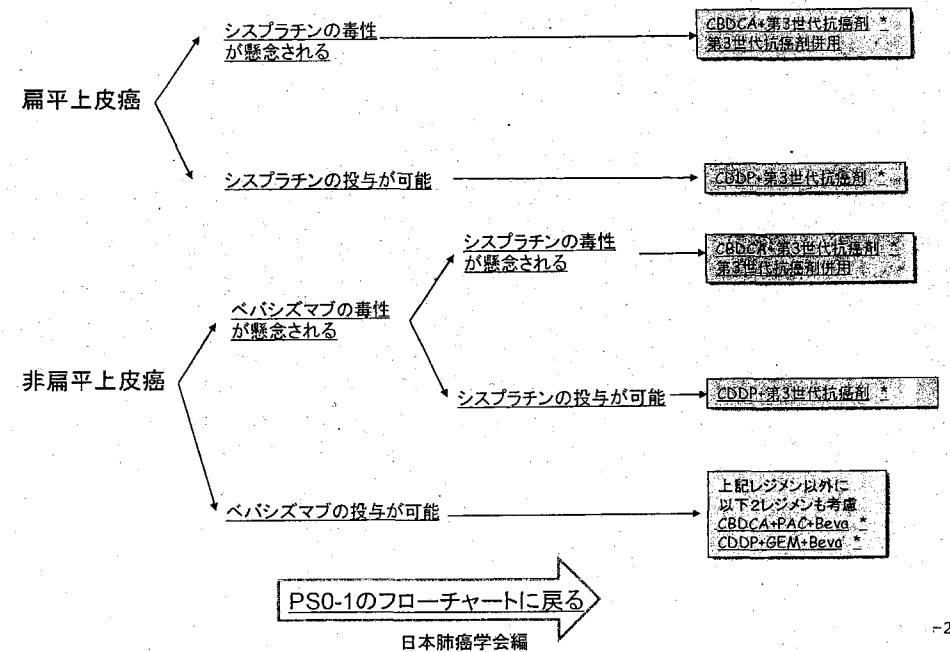 シスプラチンの毒性
が懸念される
CBDCA+第3世代抗癌剤 *
第3世代抗癌剤併用
扁平上皮癌
シスプラチンの投与が可能
CDDP+第3世代抗癌剤 *
シスプラチンの毒性
が懸念される
CBDCA+第3世代抗癌剤 *
第3世代抗癌剤併用
ベバシズマブの毒性
が懸念される
非扁平上皮癌
シスプラチンの投与が可能
CDDP+第3世代抗癌剤 *
ベバシズマブの投与が可能
上記レジメン以外に
以下2レジメンも考慮
CBDCA+PAC+Beva *
CDDP+GEM+Beva *
PS0-1のフローチャートに戻る
日本肺癌学会編
-2